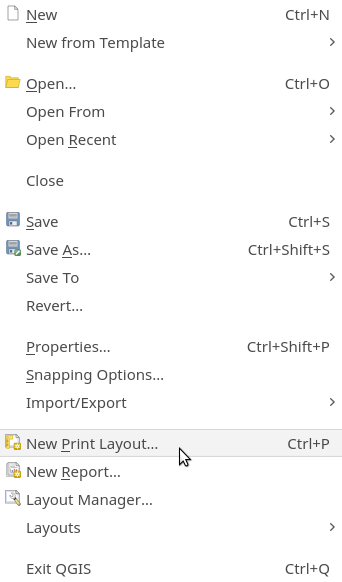 New Ctrl+N
New from Template
Open... Ctrl+O
Open From
Open Recent
Close
Save Ctrl+S
Save As... Ctrl+Shift+S
Save To
Revert...
Properties... Ctrl+Shift+P
Snapping Options...
Import/Export
New Print Layout... Ctrl+P
New Report...
Layout Manager...
Layouts
Exit QGIS Ctrl+Q